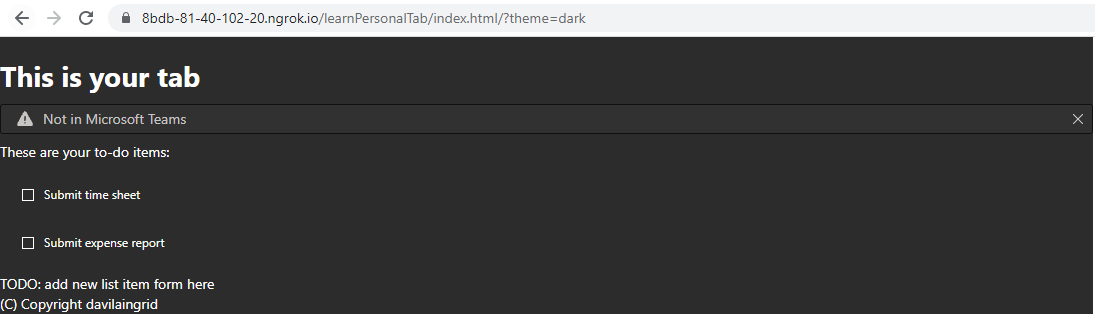 8bdb-81-40-102-20.ngrok.io/learnPersonalTab/index.html/?theme=dark
This is your tab
Not in Microsoft Teams
These are your to-do items:
Submit time sheet
Submit expense report
TODO: add new list item form here
(C) Copyright davilaingrid